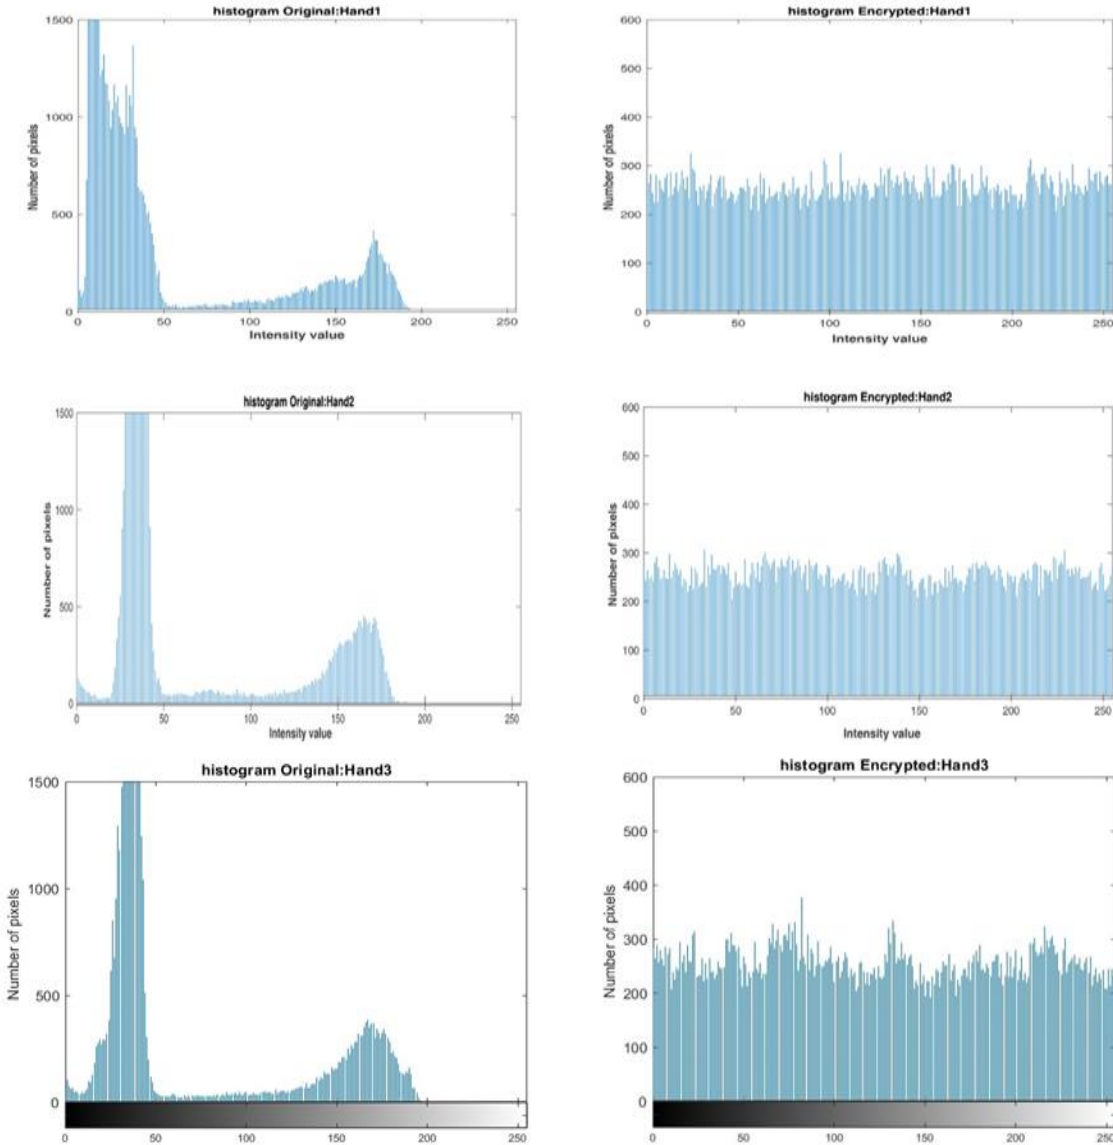 histogram Original:Hand1
1500
1000
500
0
Number of pixels
0 50 100 150 200 250
Intensity value
histogram Encrypted:Hand1
600
500
400
300
200
100
0
Number of pixels
0 50 100 150 200 250
Intensity value
histogram Original:Hand2
1500
1000
500
0
Number of pixels
0 50 100 150 200 250
Intensity value
histogram Encrypted:Hand2
600
500
400
300
200
100
0
Number of pixels
0 50 100 150 200 250
Intensity value
histogram Original:Hand3
1500
1000
500
0
Number of pixels
0 50 100 150 200 250
histogram Encrypted:Hand3
600
500
400
300
200
100
0
Number of pixels
0 50 100 150 200 250